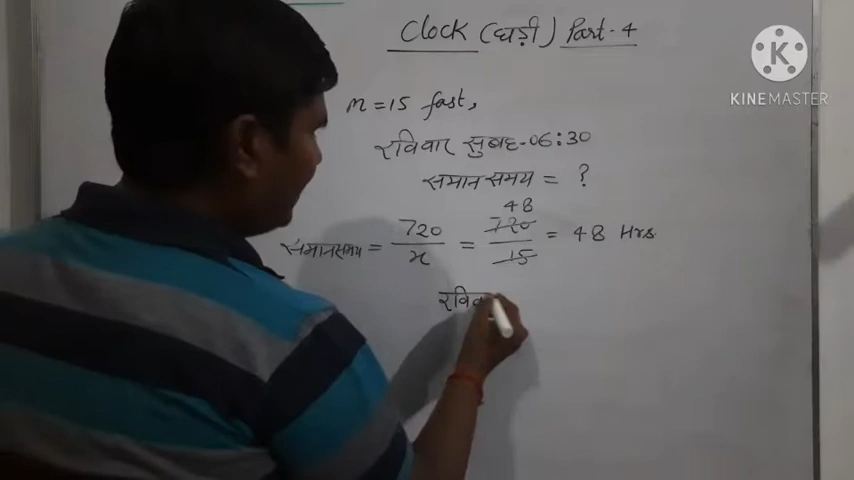 Clock (घड़ी) Part-4
KINEMASTER
x = 15 fast,
रविवार सुबह - 06:30
समान समय = ?
समान समय = 720/x = 720/15 48 = 48 Hrs
रविव